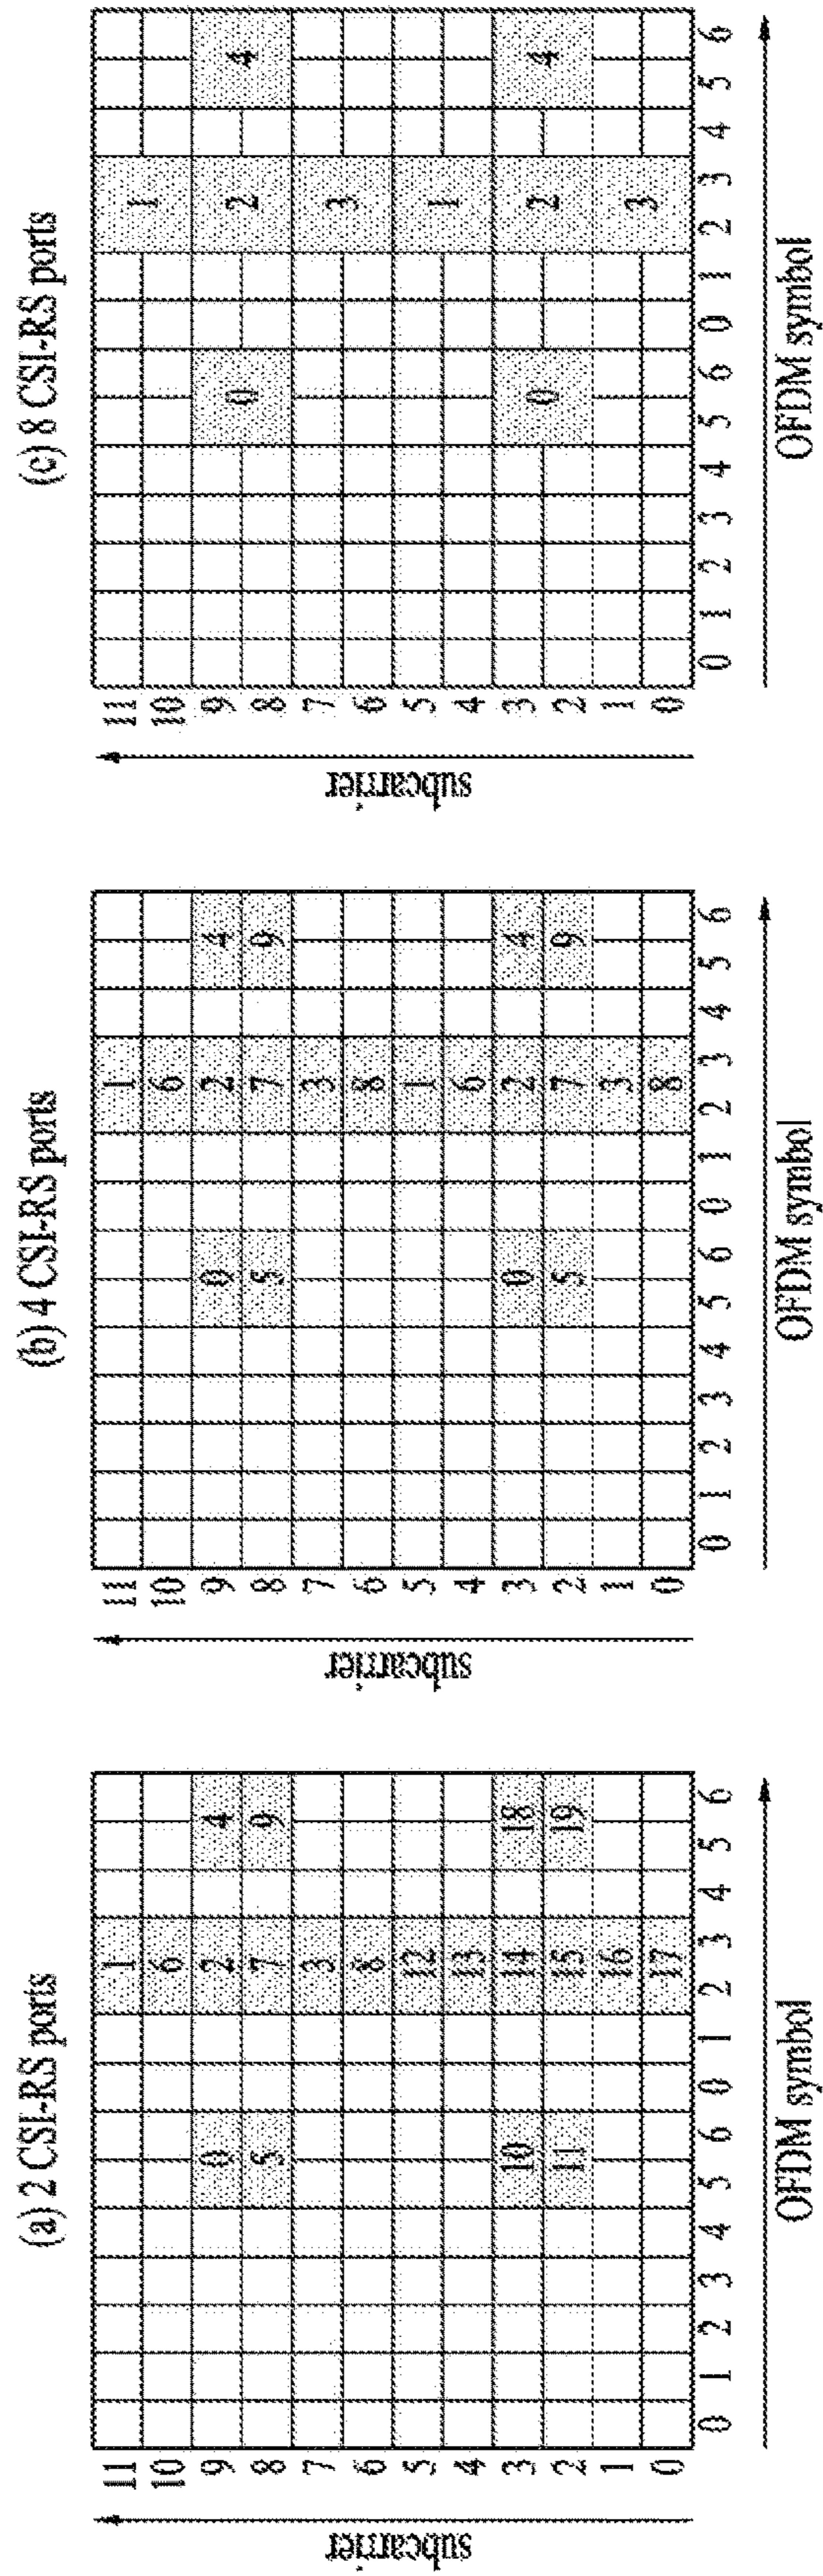 (a) 2 CSI-RS ports
subcarrier
11 1
10 6
9 0 2 4
8 5 7 9
7 3
6 8
5 12
4 13
3 10 14 18
2 11 15 19
1 16
0 17
0 1 2 3 4 5 6 0 1 2 3 4 5 6
OFDM symbol
(b) 4 CSI-RS ports
subcarrier
11 1
10 6
9 0 2 4
8 5 7 9
7 3
6 8
5 1
4 6
3 0 2 4
2 5 7 9
1 3
0 8
0 1 2 3 4 5 6 0 1 2 3 4 5 6
OFDM symbol
(c) 8 CSI-RS ports
subcarrier
11
1
10
9
0 2 4
8
7
3
6
5
1
4
3
0 2 4
2
1
3
0
0 1 2 3 4 5 6 0 1 2 3 4 5 6
OFDM symbol